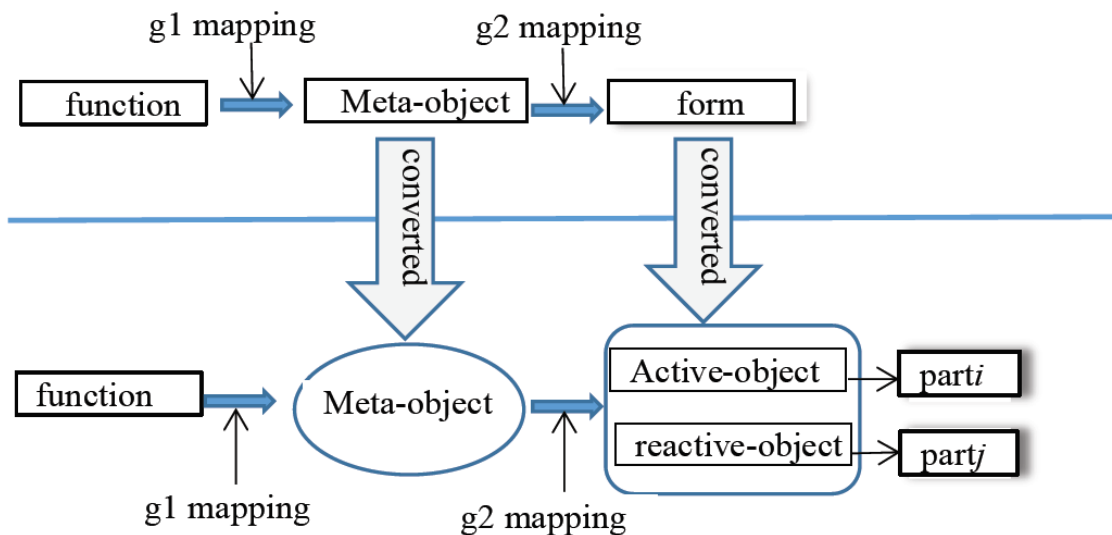 g1 mapping
g2 mapping
function
Meta-object
form
converted
converted
function
Meta-object
Active-object
parti
reactive-object
partj
g1 mapping
g2 mapping